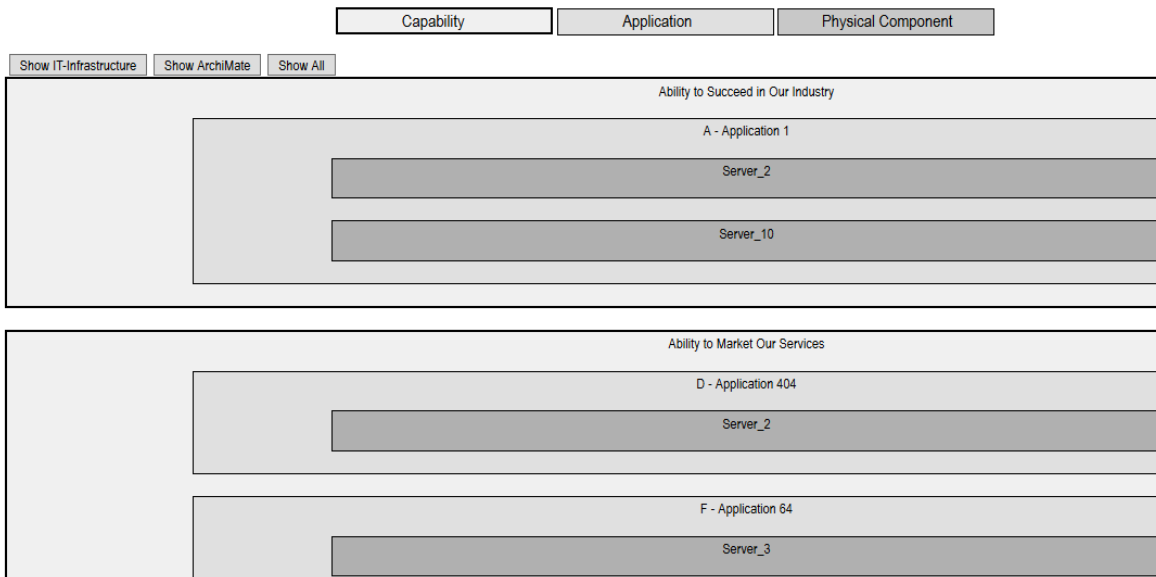 Capability
Application
Physical Component
Show IT-Infrastructure
Show ArchiMate
Show All
Ability to Succeed in Our Industry
A - Application 1
Server_2
Server_10
Ability to Market Our Services
D - Application 404
Server_2
F - Application 64
Server_3